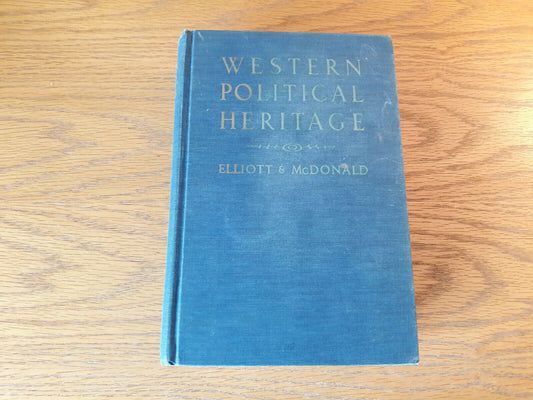 WESTERN
POLITICAL
HERITAGE
ELLIOTT & McDONALD